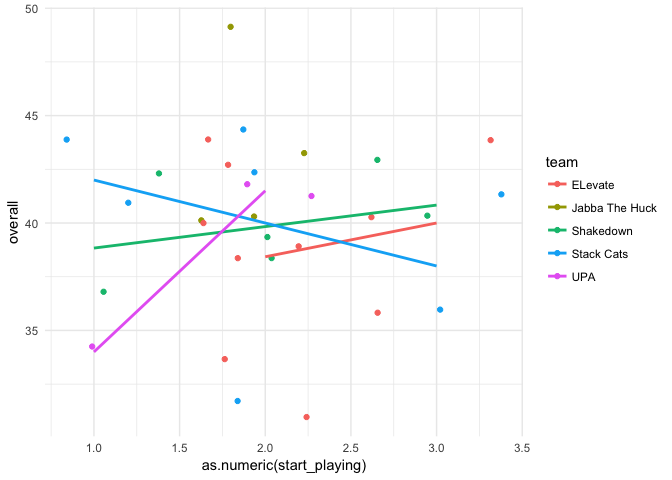 50
45
40
35
overall
1.0 1.5 2.0 2.5 3.0 3.5
as.numeric(start_playing)
team
ELevate
Jabba The Huck
Shakedown
Stack Cats
UPA